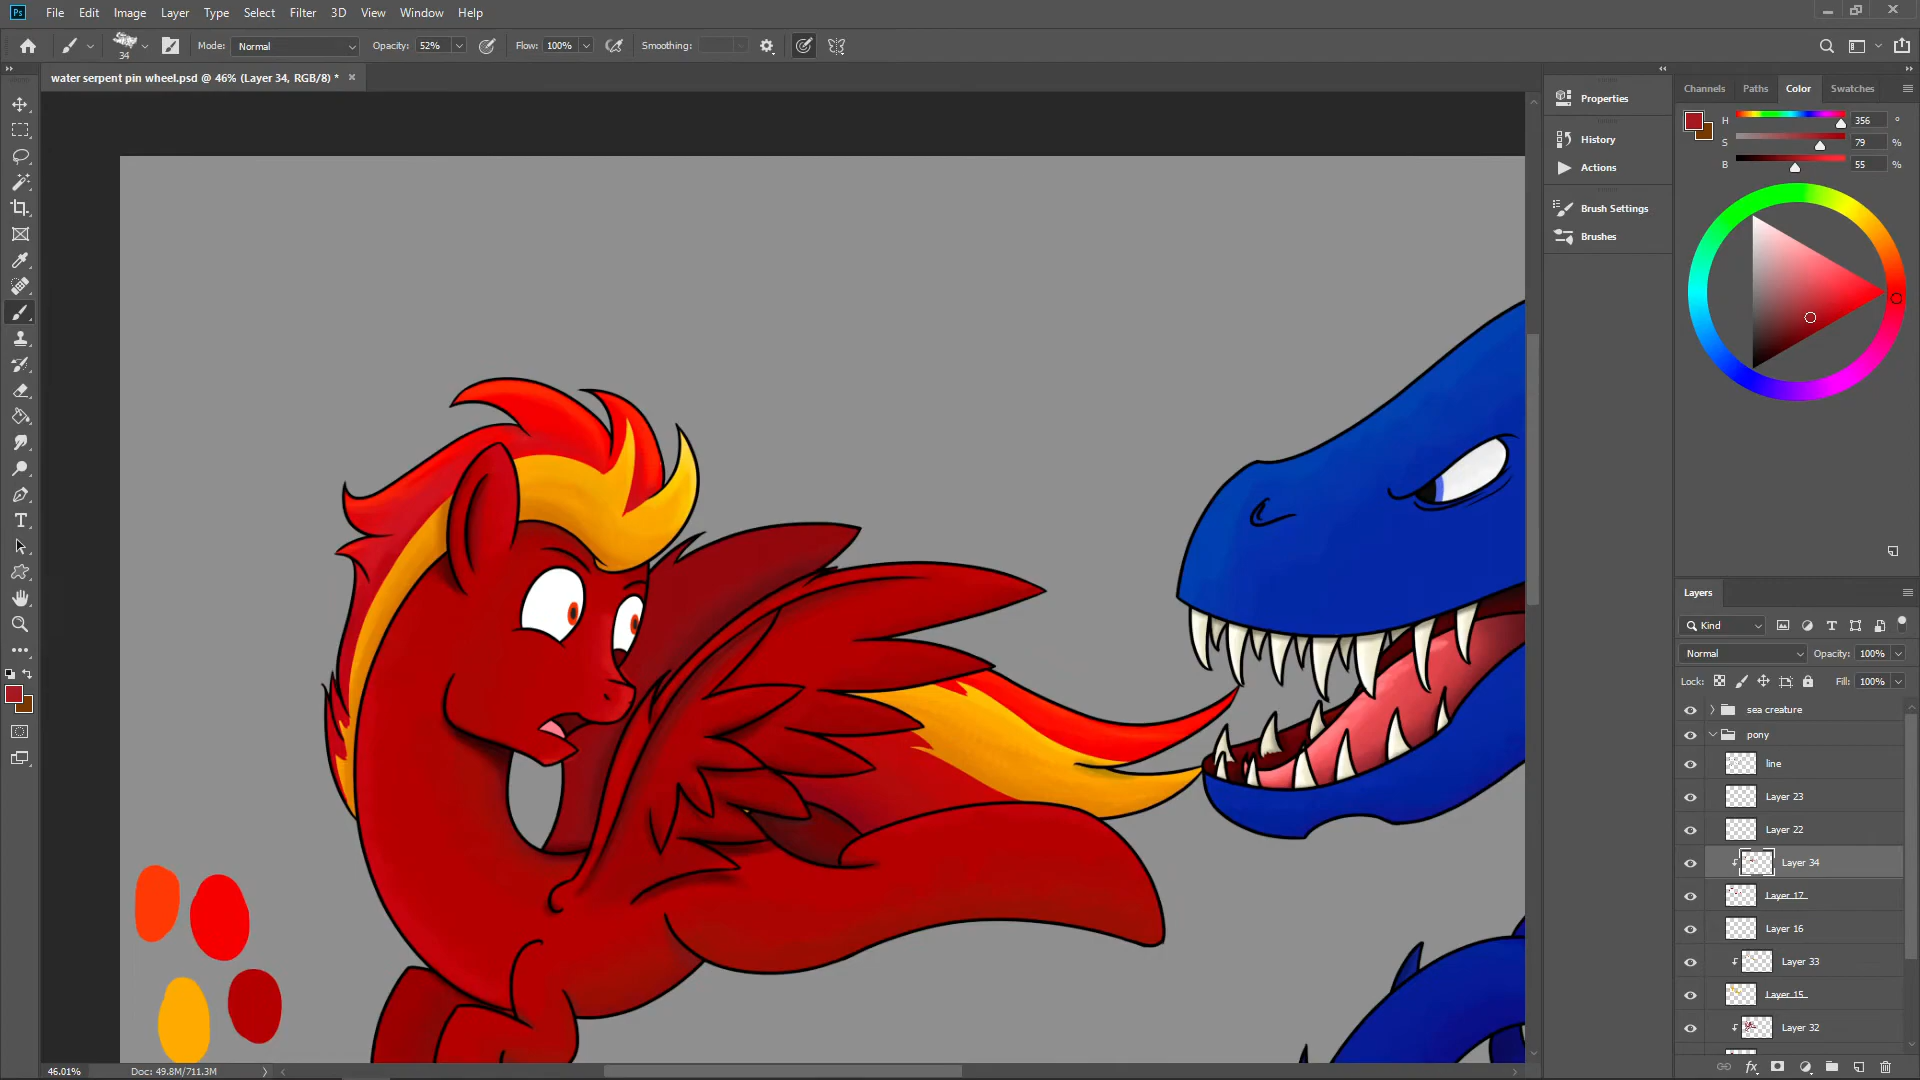 Ps File Edit Image Layer Type Select Filter 3D View Window Help
34 Mode: Normal Opacity: 52% Flow: 100% Smoothing:
water serpent pin wheel.psd @ 46% (Layer 34, RGB/8) * ×
Properties
History
Actions
Brush Settings
Brushes
Channels Paths Color Swatches
H 356 °
S 79 %
B 55 %
Layers
Kind
Normal Opacity: 100%
Lock: Fill: 100%
sea creature
pony
line
Layer 23
Layer 22
Layer 34
Layer 17
Layer 16
Layer 33
Layer 15
Layer 32
46.01% Doc: 49.8M/711.3M